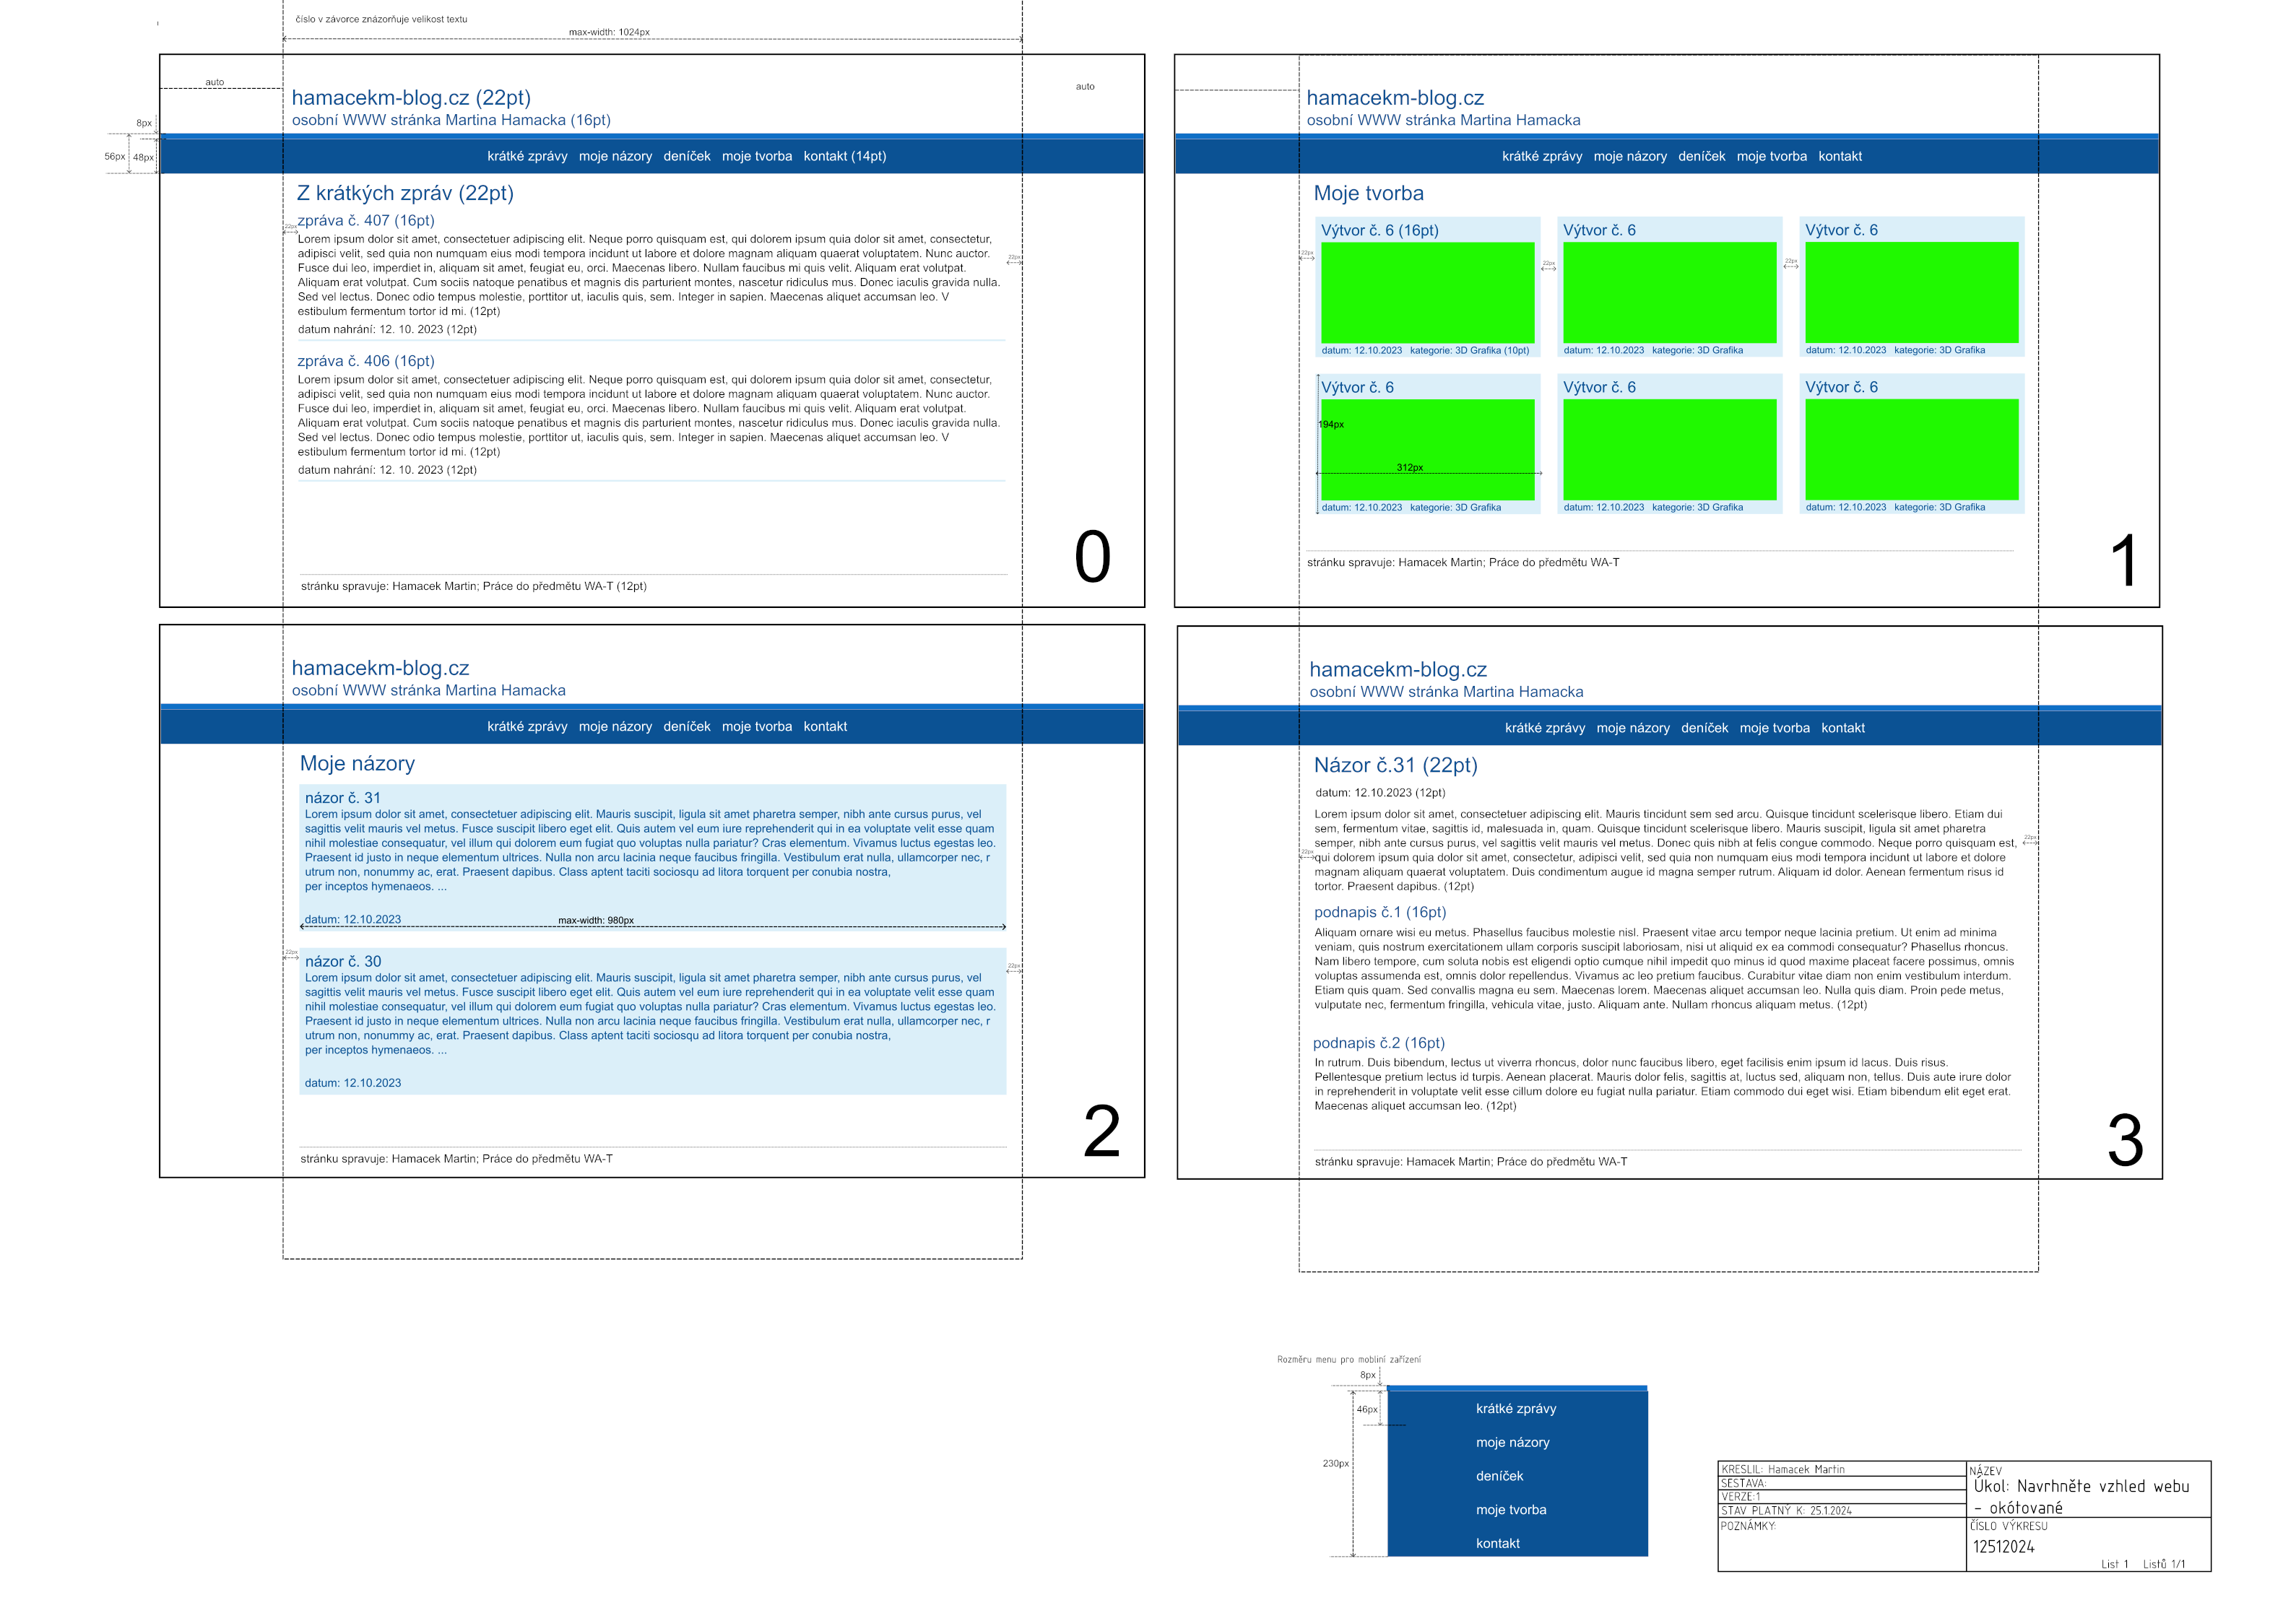 číslo v závorce znázorňuje velikost textu
max-width: 1024px
auto
auto
hamacekm-blog.cz (22pt)
osobní WWW stránka Martina Hamacka (16pt)
8px
56px
48px
krátké zprávy moje názory deníček moje tvorba kontakt (14pt)
Z krátkých zpráv (22pt)
zpráva č. 407 (16pt)
22px
Lorem ipsum dolor sit amet, consectetuer adipiscing elit. Neque porro quisquam est, qui dolorem ipsum quia dolor sit amet, consectetur,
adipisci velit, sed quia non numquam eius modi tempora incidunt ut labore et dolore magnam aliquam quaerat voluptatem. Nunc auctor.
22px
Fusce dui leo, imperdiet in, aliquam sit amet, feugiat eu, orci. Maecenas libero. Nullam faucibus mi quis velit. Aliquam erat volutpat.
Aliquam erat volutpat. Cum sociis natoque penatibus et magnis dis parturient montes, nascetur ridiculus mus. Donec iaculis gravida nulla.
Sed vel lectus. Donec odio tempus molestie, porttitor ut, iaculis quis, sem. Integer in sapien. Maecenas aliquet accumsan leo. V
estibulum fermentum tortor id mi. (12pt)
datum nahrání: 12. 10. 2023 (12pt)
zpráva č. 406 (16pt)
Lorem ipsum dolor sit amet, consectetuer adipiscing elit. Neque porro quisquam est, qui dolorem ipsum quia dolor sit amet, consectetur,
adipisci velit, sed quia non numquam eius modi tempora incidunt ut labore et dolore magnam aliquam quaerat voluptatem. Nunc auctor.
Fusce dui leo, imperdiet in, aliquam sit amet, feugiat eu, orci. Maecenas libero. Nullam faucibus mi quis velit. Aliquam erat volutpat.
Aliquam erat volutpat. Cum sociis natoque penatibus et magnis dis parturient montes, nascetur ridiculus mus. Donec iaculis gravida nulla.
Sed vel lectus. Donec odio tempus molestie, porttitor ut, iaculis quis, sem. Integer in sapien. Maecenas aliquet accumsan leo. V
estibulum fermentum tortor id mi. (12pt)
datum nahrání: 12. 10. 2023 (12pt)
0
stránku spravuje: Hamacek Martin; Práce do předmětu WA-T (12pt)
hamacekm-blog.cz
osobní WWW stránka Martina Hamacka
krátké zprávy moje názory deníček moje tvorba kontakt
Moje tvorba
Výtvor č. 6 (16pt) Výtvor č. 6 Výtvor č. 6
22px 22px 22px
datum: 12.10.2023 kategorie: 3D Grafika (10pt) datum: 12.10.2023 kategorie: 3D Grafika datum: 12.10.2023 kategorie: 3D Grafika
Výtvor č. 6 Výtvor č. 6 Výtvor č. 6
194px
312px
datum: 12.10.2023 kategorie: 3D Grafika datum: 12.10.2023 kategorie: 3D Grafika datum: 12.10.2023 kategorie: 3D Grafika
1
stránku spravuje: Hamacek Martin; Práce do předmětu WA-T
hamacekm-blog.cz
osobní WWW stránka Martina Hamacka
krátké zprávy moje názory deníček moje tvorba kontakt
Moje názory
názor č. 31
Lorem ipsum dolor sit amet, consectetuer adipiscing elit. Mauris suscipit, ligula sit amet pharetra semper, nibh ante cursus purus, vel
sagittis velit mauris vel metus. Fusce suscipit libero eget elit. Quis autem vel eum iure reprehenderit qui in ea voluptate velit esse quam
nihil molestiae consequatur, vel illum qui dolorem eum fugiat quo voluptas nulla pariatur? Cras elementum. Vivamus luctus egestas leo.
Praesent id justo in neque elementum ultrices. Nulla non arcu lacinia neque faucibus fringilla. Vestibulum erat nulla, ullamcorper nec, r
utrum non, nonummy ac, erat. Praesent dapibus. Class aptent taciti sociosqu ad litora torquent per conubia nostra,
per inceptos hymenaeos. ...
datum: 12.10.2023
max-width: 980px
22px
názor č. 30
22px
Lorem ipsum dolor sit amet, consectetuer adipiscing elit. Mauris suscipit, ligula sit amet pharetra semper, nibh ante cursus purus, vel
sagittis velit mauris vel metus. Fusce suscipit libero eget elit. Quis autem vel eum iure reprehenderit qui in ea voluptate velit esse quam
nihil molestiae consequatur, vel illum qui dolorem eum fugiat quo voluptas nulla pariatur? Cras elementum. Vivamus luctus egestas leo.
Praesent id justo in neque elementum ultrices. Nulla non arcu lacinia neque faucibus fringilla. Vestibulum erat nulla, ullamcorper nec, r
utrum non, nonummy ac, erat. Praesent dapibus. Class aptent taciti sociosqu ad litora torquent per conubia nostra,
per inceptos hymenaeos. ...
datum: 12.10.2023
2
stránku spravuje: Hamacek Martin; Práce do předmětu WA-T
hamacekm-blog.cz
osobní WWW stránka Martina Hamacka
krátké zprávy moje názory deníček moje tvorba kontakt
Názor č.31 (22pt)
datum: 12.10.2023 (12pt)
Lorem ipsum dolor sit amet, consectetuer adipiscing elit. Mauris tincidunt sem sed arcu. Quisque tincidunt scelerisque libero. Etiam dui
sem, fermentum vitae, sagittis id, malesuada in, quam. Quisque tincidunt scelerisque libero. Mauris suscipit, ligula sit amet pharetra
22px
semper, nibh ante cursus purus, vel sagittis velit mauris vel metus. Donec quis nibh at felis congue commodo. Neque porro quisquam est,
22px
qui dolorem ipsum quia dolor sit amet, consectetur, adipisci velit, sed quia non numquam eius modi tempora incidunt ut labore et dolore
magnam aliquam quaerat voluptatem. Duis condimentum augue id magna semper rutrum. Aliquam id dolor. Aenean fermentum risus id
tortor. Praesent dapibus. (12pt)
podnapis č.1 (16pt)
Aliquam ornare wisi eu metus. Phasellus faucibus molestie nisl. Praesent vitae arcu tempor neque lacinia pretium. Ut enim ad minima
veniam, quis nostrum exercitationem ullam corporis suscipit laboriosam, nisi ut aliquid ex ea commodi consequatur? Phasellus rhoncus.
Nam libero tempore, cum soluta nobis est eligendi optio cumque nihil impedit quo minus id quod maxime placeat facere possimus, omnis
voluptas assumenda est, omnis dolor repellendus. Vivamus ac leo pretium faucibus. Curabitur vitae diam non enim vestibulum interdum.
Etiam quis quam. Sed convallis magna eu sem. Maecenas lorem. Maecenas aliquet accumsan leo. Nulla quis diam. Proin pede metus,
vulputate nec, fermentum fringilla, vehicula vitae, justo. Aliquam ante. Nullam rhoncus aliquam metus. (12pt)
podnapis č.2 (16pt)
In rutrum. Duis bibendum, lectus ut viverra rhoncus, dolor nunc faucibus libero, eget facilisis enim ipsum id lacus. Duis risus.
Pellentesque pretium lectus id turpis. Aenean placerat. Mauris dolor felis, sagittis at, luctus sed, aliquam non, tellus. Duis aute irure dolor
in reprehenderit in voluptate velit esse cillum dolore eu fugiat nulla pariatur. Etiam commodo dui eget wisi. Etiam bibendum elit eget erat.
Maecenas aliquet accumsan leo. (12pt)
3
stránku spravuje: Hamacek Martin; Práce do předmětu WA-T
Rozměru menu pro mobliní zařízení
8px
46px
230px
krátké zprávy
moje názory
deníček
moje tvorba
kontakt
KRESLIL: Hamacek Martin
SESTAVA:
VERZE:1
STAV PLATNÝ K: 25.1.2024
POZNÁMKY:
NÁZEV
Úkol: Navrhněte vzhled webu
- okótované
ČÍSLO VÝKRESU
12512024
List 1 Listů 1/1